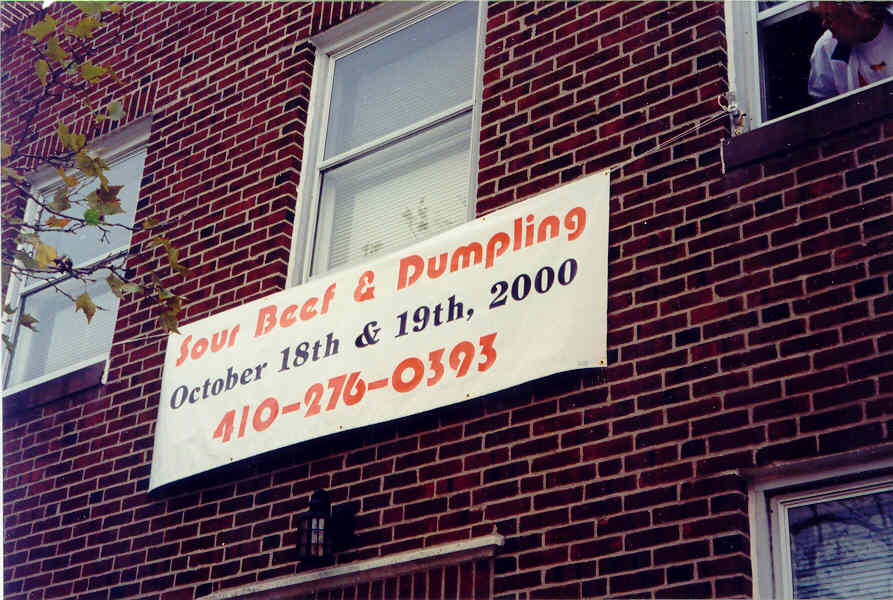 Sour Beef & Dumpling
October 18th & 19th, 2000
410-276-0393